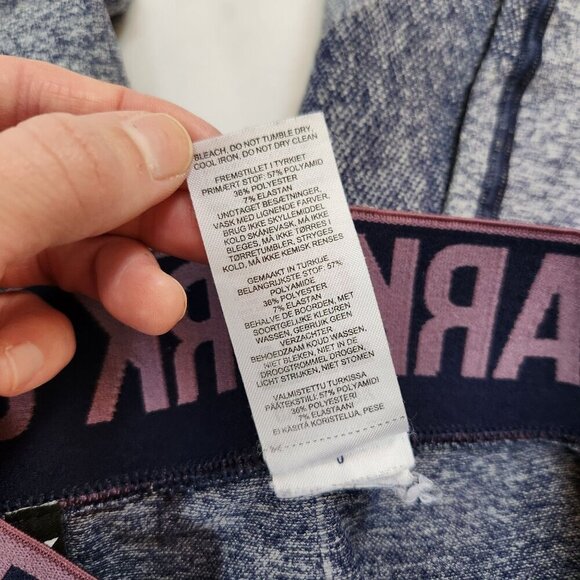 BLEACH, DO NOT TUMBLE DRY,
COOL IRON, DO NOT DRY CLEAN
FREMSTILLET I TYRKIET
PRIMÆRT STOF: 57% POLYAMID
36% POLYESTER
7% ELASTAN
UNDTAGET BESÆTNINGER,
VASK MED LIGNENDE FARVER,
BRUG IKKE SKYLLEMIDDEL
KOLD SKÅNEVASK, MÅ IKKE
BLEGES, MÅ IKKE TØRRES I
TØRRETUMBLER, STRYGES
KOLD, MÅ IKKE KEMISK RENSES
GEMAAKT IN TURKIJE
BELANGRIJKSTE STOF: 57%
POLYAMIDE
36% POLYESTER
7% ELASTAN
BEHALVE DE BOORDEN, MET
SOORTGELIJKE KLEUREN
WASSEN, GEBRUIK GEEN
VERZACHTER
BEHOEDZAAM KOUD WASSEN,
NIET BLEKEN, NIET IN DE
DROOGTROMMEL DROGEN,
LICHT STRIJKEN, NIET STOMEN
VALMISTETTU TURKISSA
PÄÄTEKSTIILI: 57% POLYAMIDI
36% POLYESTERI
7% ELASTAANI
EI KÄSITÄ KORISTELUJA, PESE
U
ARK